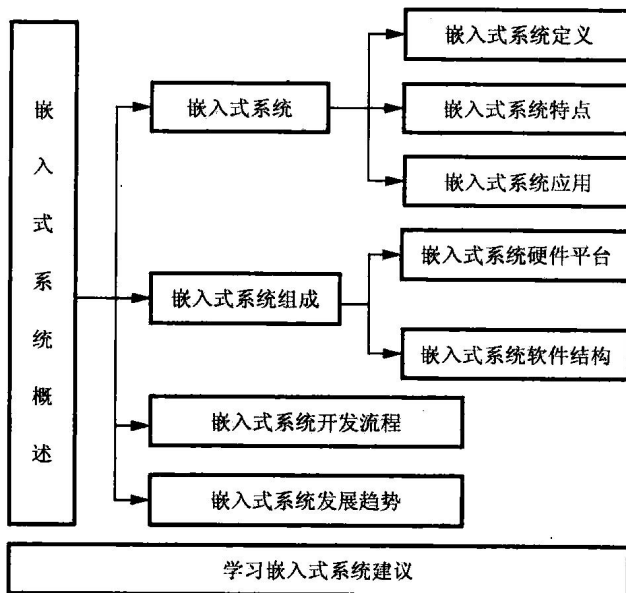 嵌入式系统概述
嵌入式系统
嵌入式系统定义
嵌入式系统特点
嵌入式系统应用
嵌入式系统组成
嵌入式系统硬件平台
嵌入式系统软件结构
嵌入式系统开发流程
嵌入式系统发展趋势
学习嵌入式系统建议